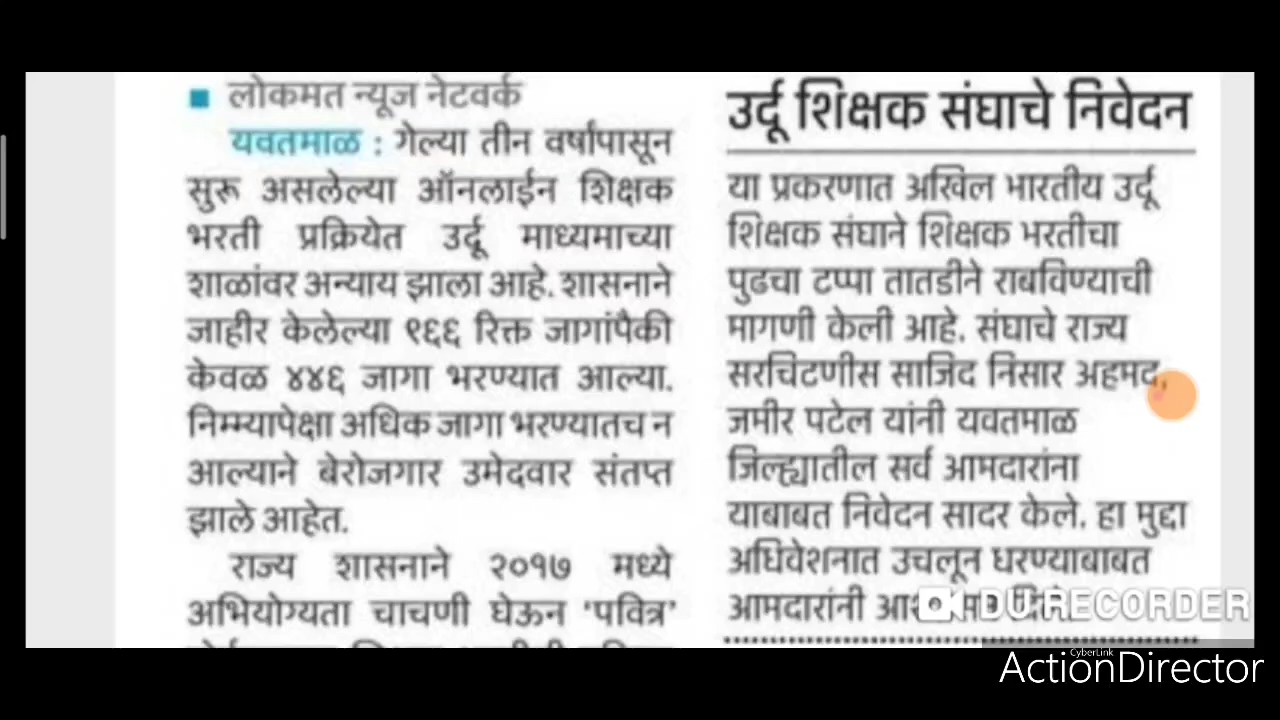 लोकमत न्यूज नेटवर्क
यवतमाळ : गेल्या तीन वर्षांपासून
सुरू असलेल्या ऑनलाईन शिक्षक
भरती प्रक्रियेत उर्दू माध्यमाच्या
शाळांवर अन्याय झाला आहे. शासनाने
जाहीर केलेल्या ९६६ रिक्त जागांपैकी
केवळ ४४६ जागा भरण्यात आल्या.
निम्म्यापेक्षा अधिक जागा भरण्यातच न
आल्याने बेरोजगार उमेदवार संतप्त
झाले आहेत.
राज्य शासनाने २०१७ मध्ये
अभियोग्यता चाचणी घेऊन 'पवित्र'
उर्दू शिक्षक संघाचे निवेदन
या प्रकरणात अखिल भारतीय उर्दू
शिक्षक संघाने शिक्षक भरतीचा
पुढचा टप्पा तातडीने राबविण्याची
मागणी केली आहे. संघाचे राज्य
सरचिटणीस साजिद निसार अहमद,
जमीर पटेल यांनी यवतमाळ
जिल्ह्यातील सर्व आमदारांना
याबाबत निवेदन सादर केले. हा मुद्दा
अधिवेशनात उचलून धरण्याबाबत
आमदारांनी
DU RECORDER
CyberLink
ActionDirector